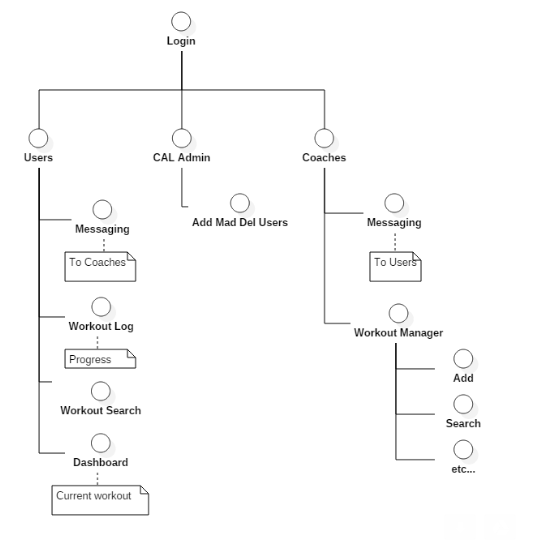 Login
Users
CAL Admin
Coaches
Messaging
To Coaches
Workout Log
Progress
Workout Search
Dashboard
Current workout
Add Mad Del Users
Messaging
To Users
Workout Manager
Add
Search
etc...